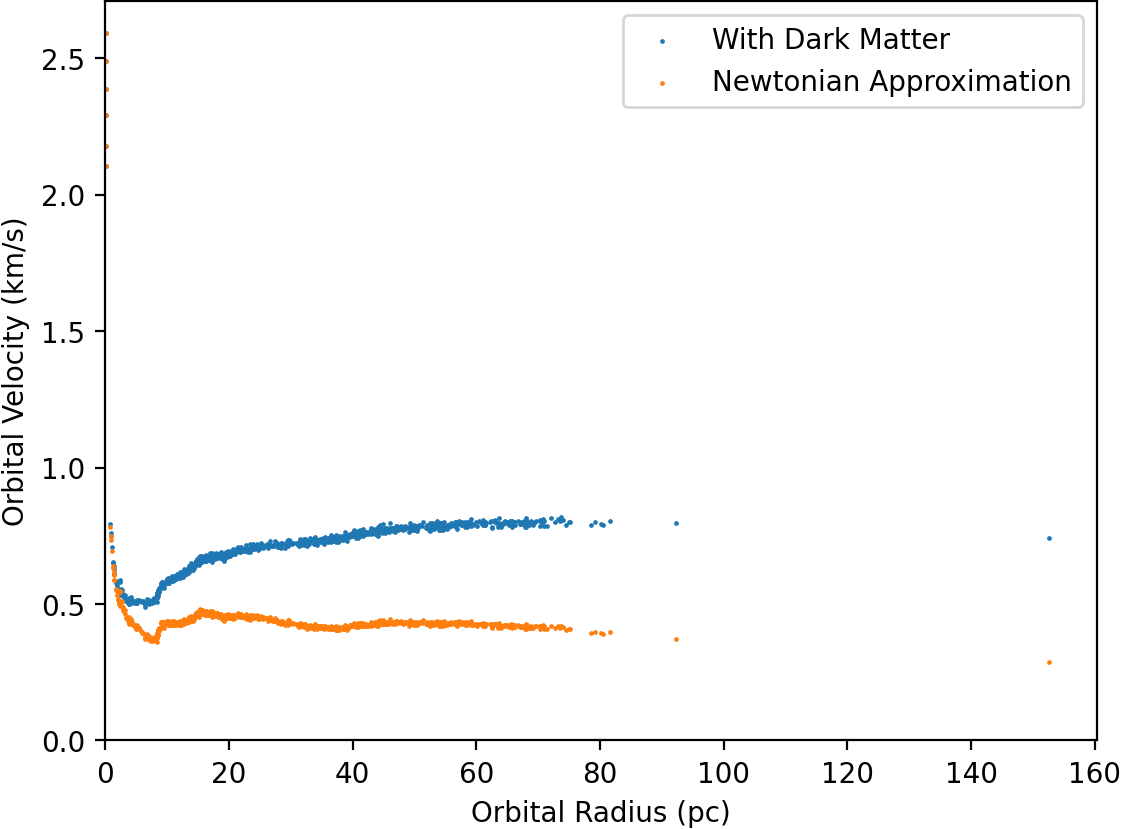 With Dark Matter
Newtonian Approximation
2.5
2.0
1.5
1.0
0.5
0.0
Orbital Velocity (km/s)
0 20 40 60 80 100 120 140 160
Orbital Radius (pc)